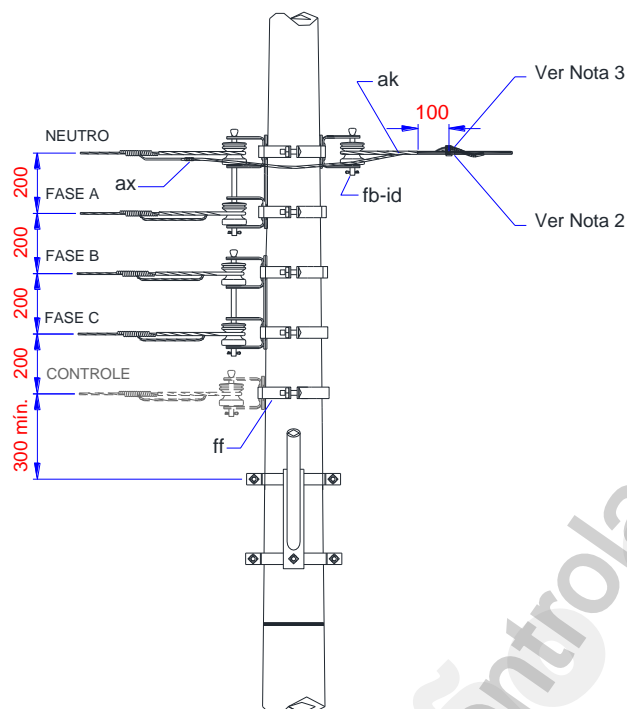 Ver Nota 3
ak
100
NEUTRO
ax
fb-id
200
FASE A
Ver Nota 2
200
FASE B
200
FASE C
200
CONTROLE
300 mín.
ff